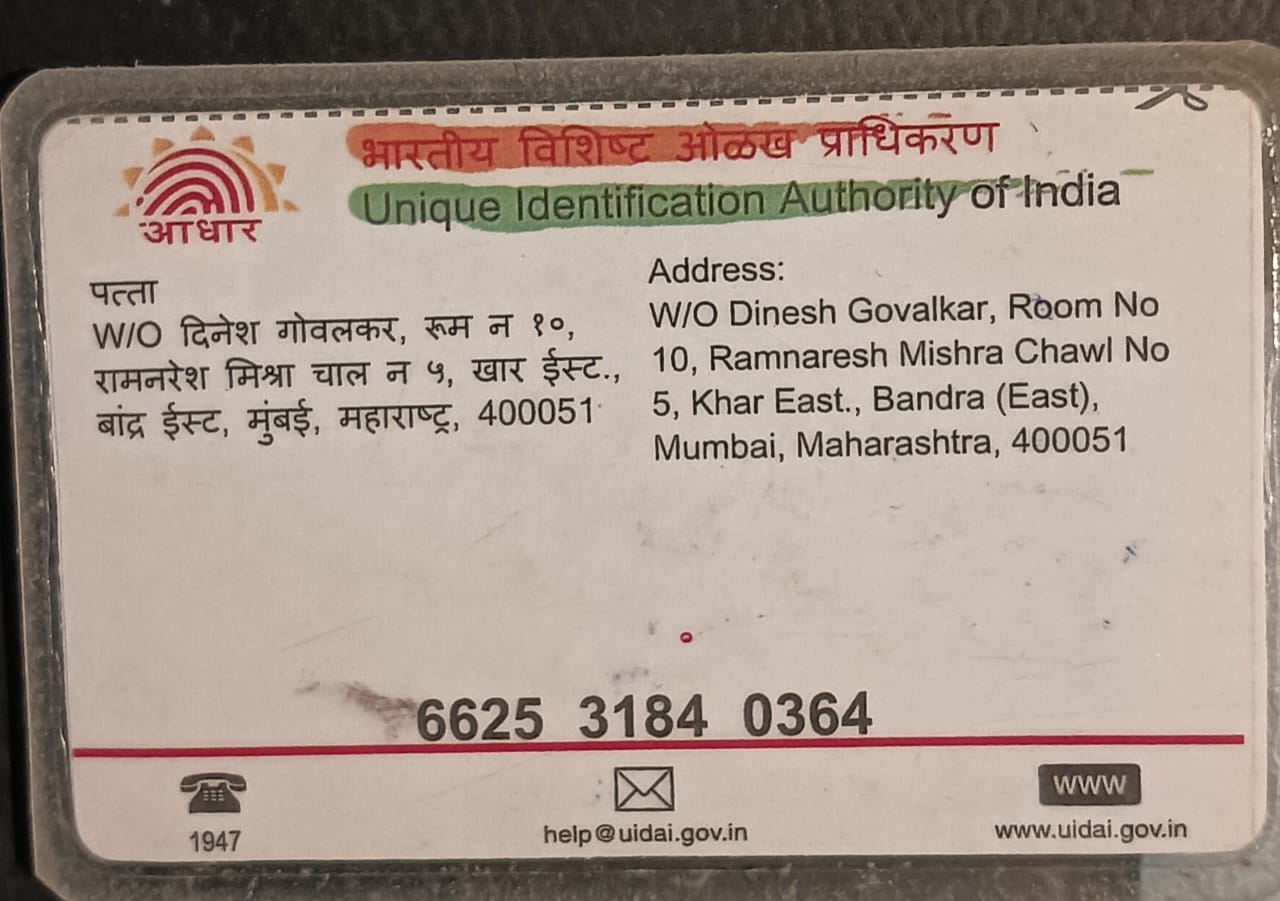 भारतीय विशिष्ट ओळख प्राधिकरण
Unique Identification Authority of India
आधार
पत्ता
W/O दिनेश गोवलकर, रूम न १०,
रामनरेश मिश्रा चाल न ५, खार ईस्ट.,
बांद्र ईस्ट, मुंबई, महाराष्ट्र, 400051
Address:
W/O Dinesh Govalkar, Room No
10, Ramnaresh Mishra Chawl No
5, Khar East., Bandra (East),
Mumbai, Maharashtra, 400051
6625 3184 0364
1947
help@uidai.gov.in
www
www.uidai.gov.in